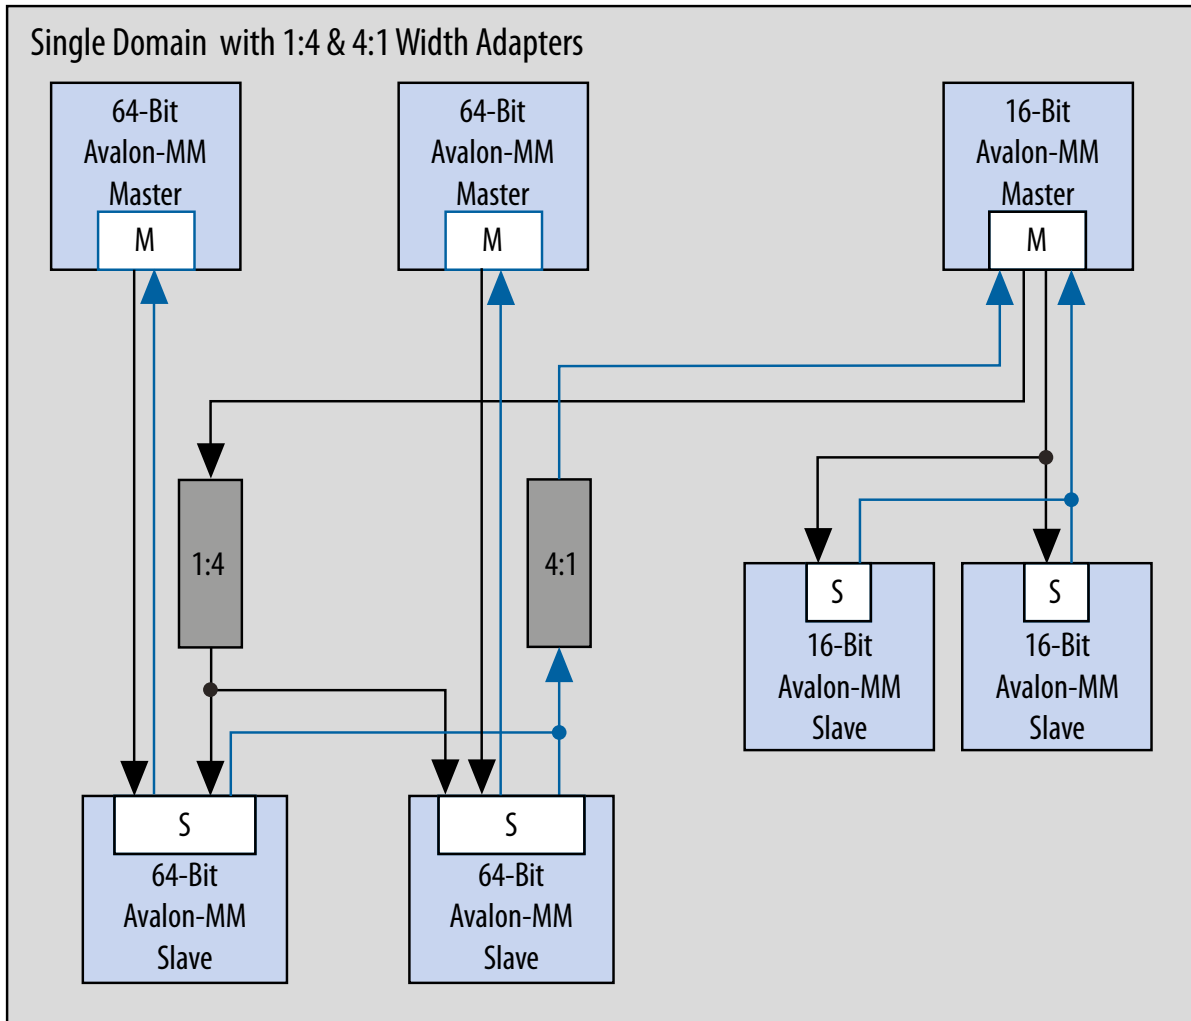 Single Domain with 1:4 & 4:1 Width Adapters
64-Bit
Avalon-MM
Master
M
64-Bit
Avalon-MM
Master
M
16-Bit
Avalon-MM
Master
M
1:4
4:1
S
16-Bit
Avalon-MM
Slave
S
16-Bit
Avalon-MM
Slave
S
64-Bit
Avalon-MM
Slave
S
64-Bit
Avalon-MM
Slave